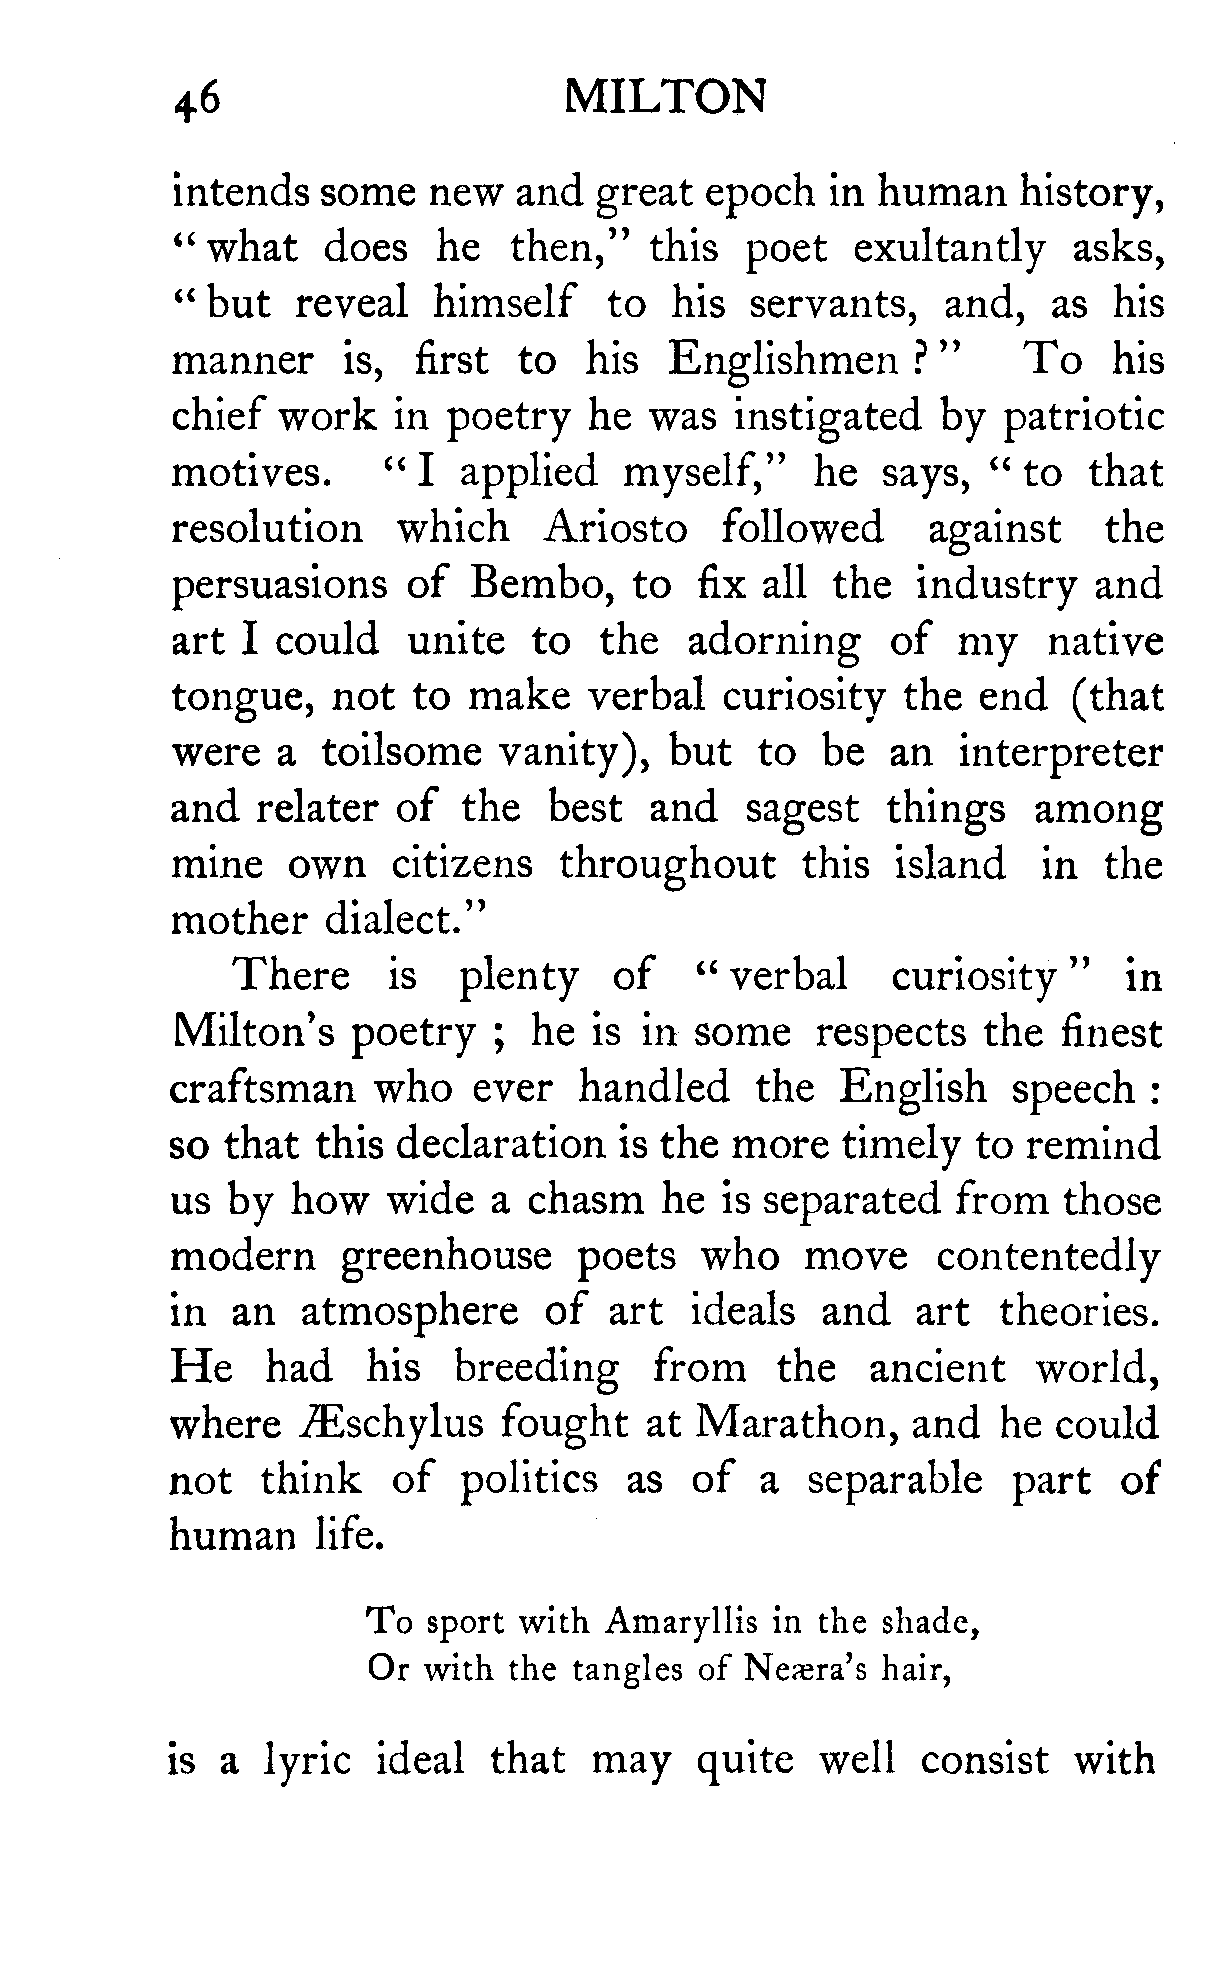 46 MILTON
intends some new and great epoch in human history,
“ what does he then,” this poet exultantly asks,
“ but reveal himself to his servants, and, as his
manner is, first to his Englishmen ? ” To his
chief work in poetry he was instigated by patriotic
motives. “ I applied myself,” he says, “ to that
resolution which Ariosto followed against the
persuasions of Bembo, to fix all the industry and
art I could unite to the adorning of my native
tongue, not to make verbal curiosity the end (that
were a toilsome vanity), but to be an interpreter
and relater of the best and sagest things among
mine own citizens throughout this island in the
mother dialect.”
There is plenty of “ verbal curiosity ” in
Milton’s poetry ; he is in some respects the finest
craftsman who ever handled the English speech :
so that this declaration is the more timely to remind
us by how wide a chasm he is separated from those
modern greenhouse poets who move contentedly
in an atmosphere of art ideals and art theories.
He had his breeding from the ancient world,
where Æschylus fought at Marathon, and he could
not think of politics as of a separable part of
human life.
To sport with Amaryllis in the shade,
Or with the tangles of Neæra’s hair,
is a lyric ideal that may quite well consist with